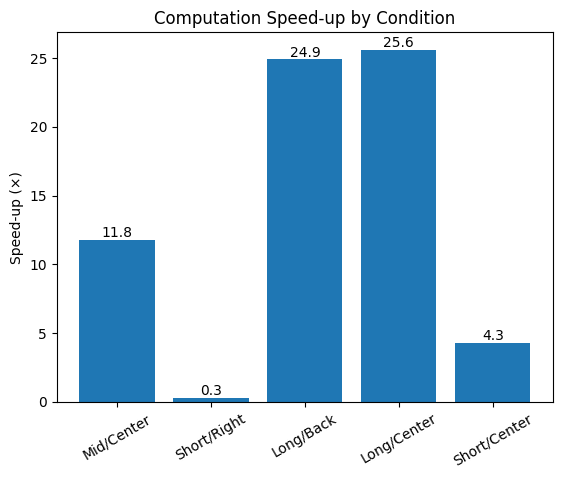 Computation Speed-up by Condition
Speed-up (×)
25
20
15
10
5
0
11.8
0.3
24.9
25.6
4.3
Mid/Center
Short/Right
Long/Back
Long/Center
Short/Center